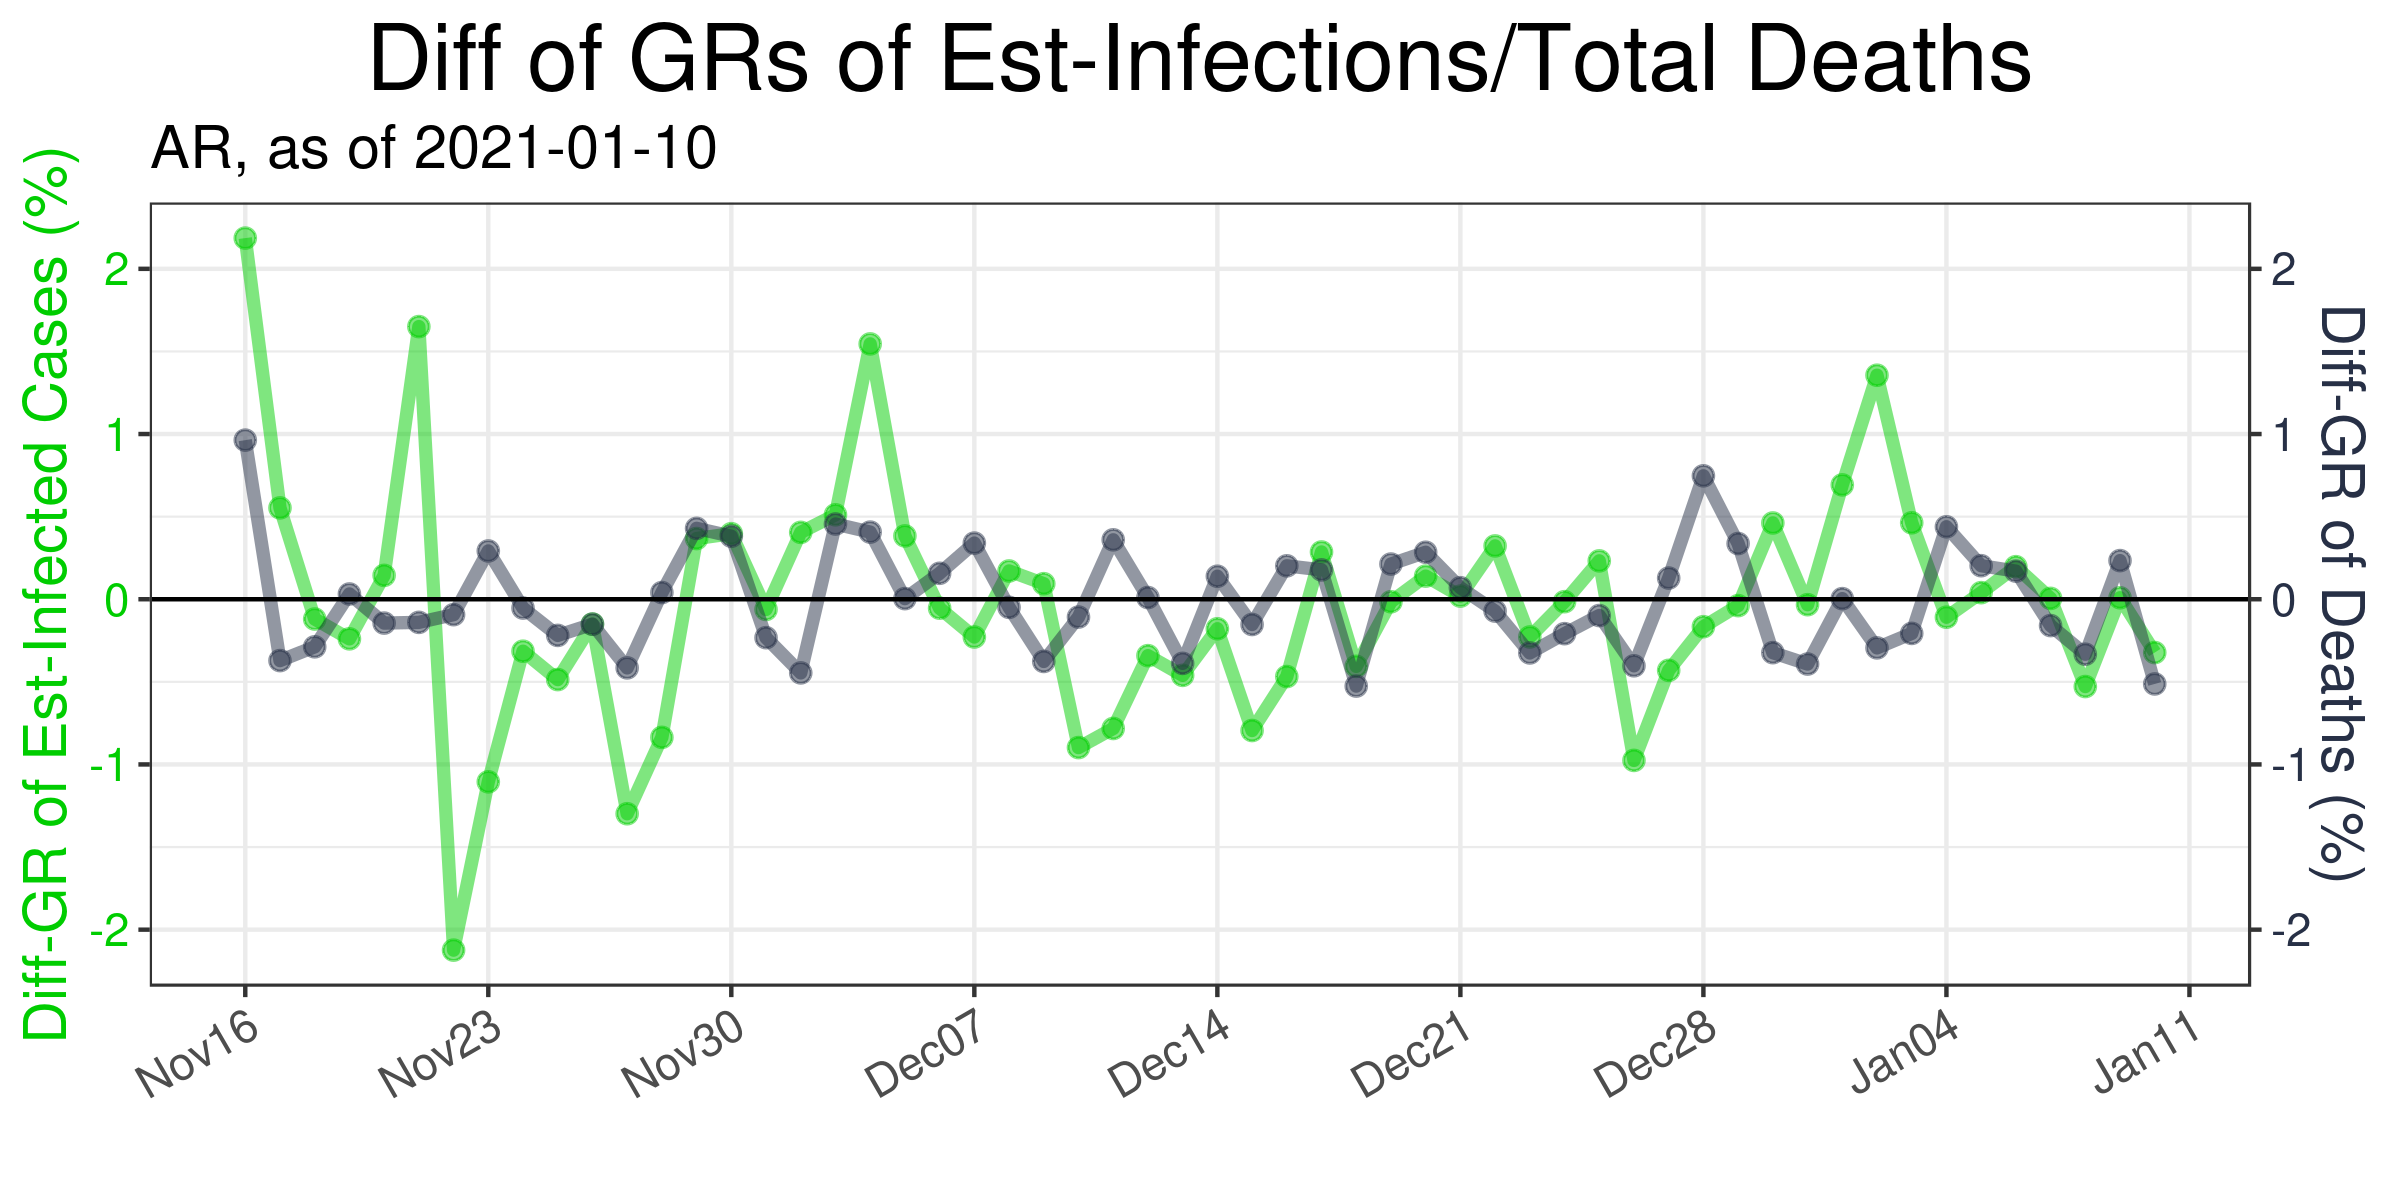 Diff of GRs of Est-Infections/Total Deaths
AR, as of 2021-01-10
Diff-GR of Est-Infected Cases (%)
2
1
0
-1
-2
2
1
0
-1
-2
Diff-GR of Deaths (%)
Nov16
Nov23
Nov30
Dec07
Dec14
Dec21
Dec28
Jan04
Jan11